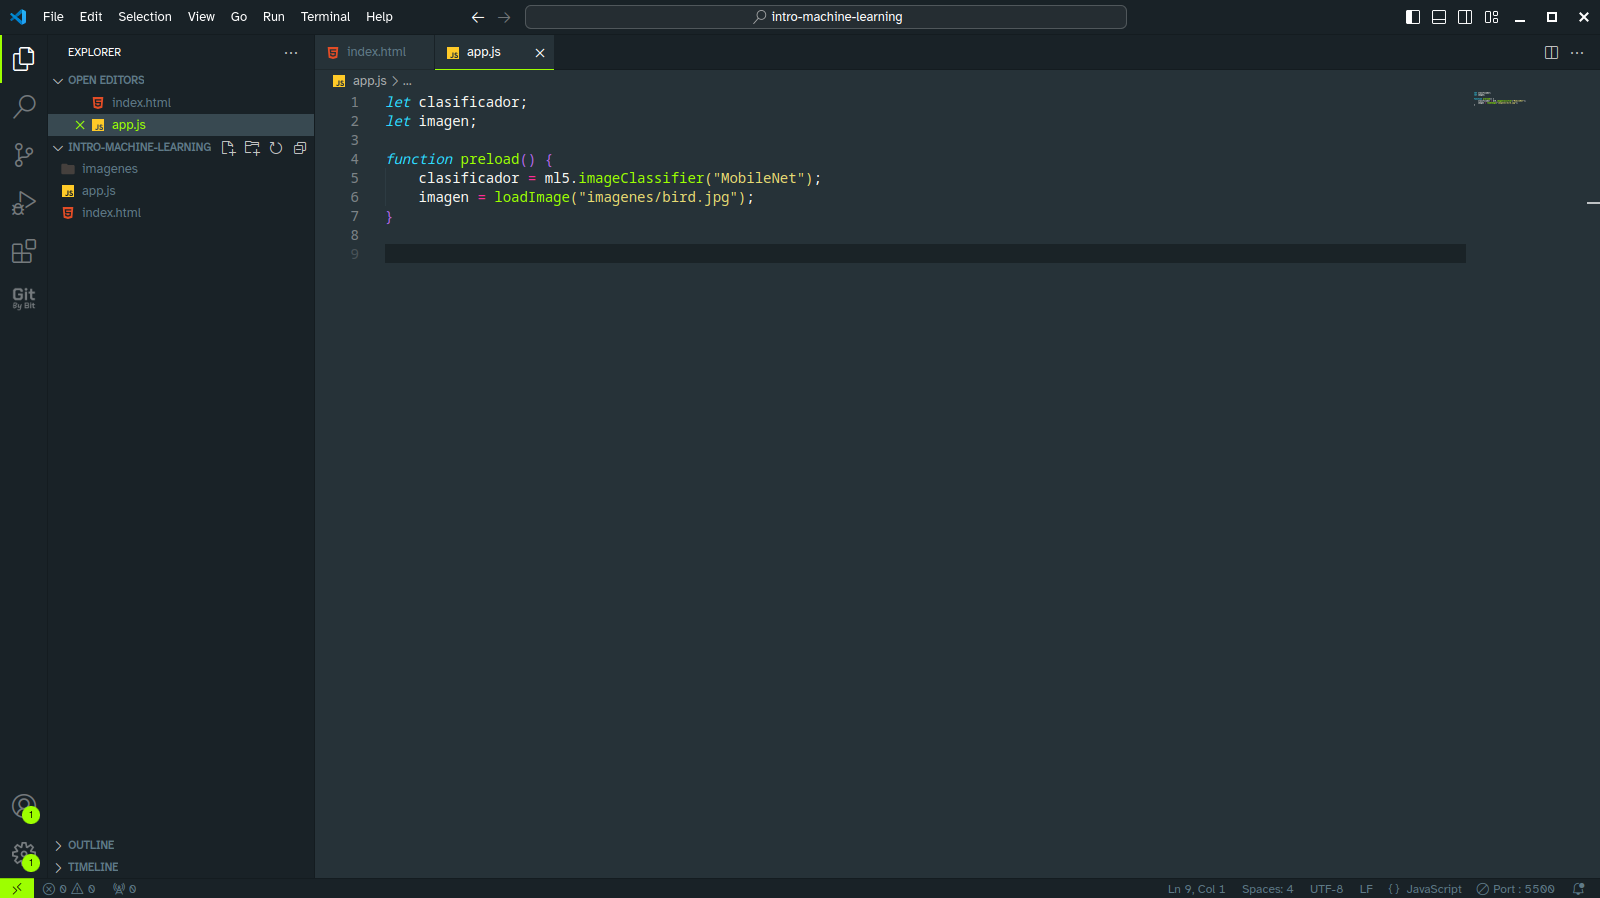 File Edit Selection View Go Run Terminal Help
intro-machine-learning
EXPLORER
OPEN EDITORS
index.html
app.js
INTRO-MACHINE-LEARNING
imagenes
app.js
index.html
Git
By Bit
1
1
OUTLINE
TIMELINE
index.html
app.js
app.js > ...
1 let clasificador;
2 let imagen;
3
4 function preload() {
5 clasificador = ml5.imageClassifier("MobileNet");
6 imagen = loadImage("imagenes/bird.jpg");
7 }
8
9
0 0 0
Ln 9, Col 1 Spaces: 4 UTF-8 LF {} JavaScript Port : 5500